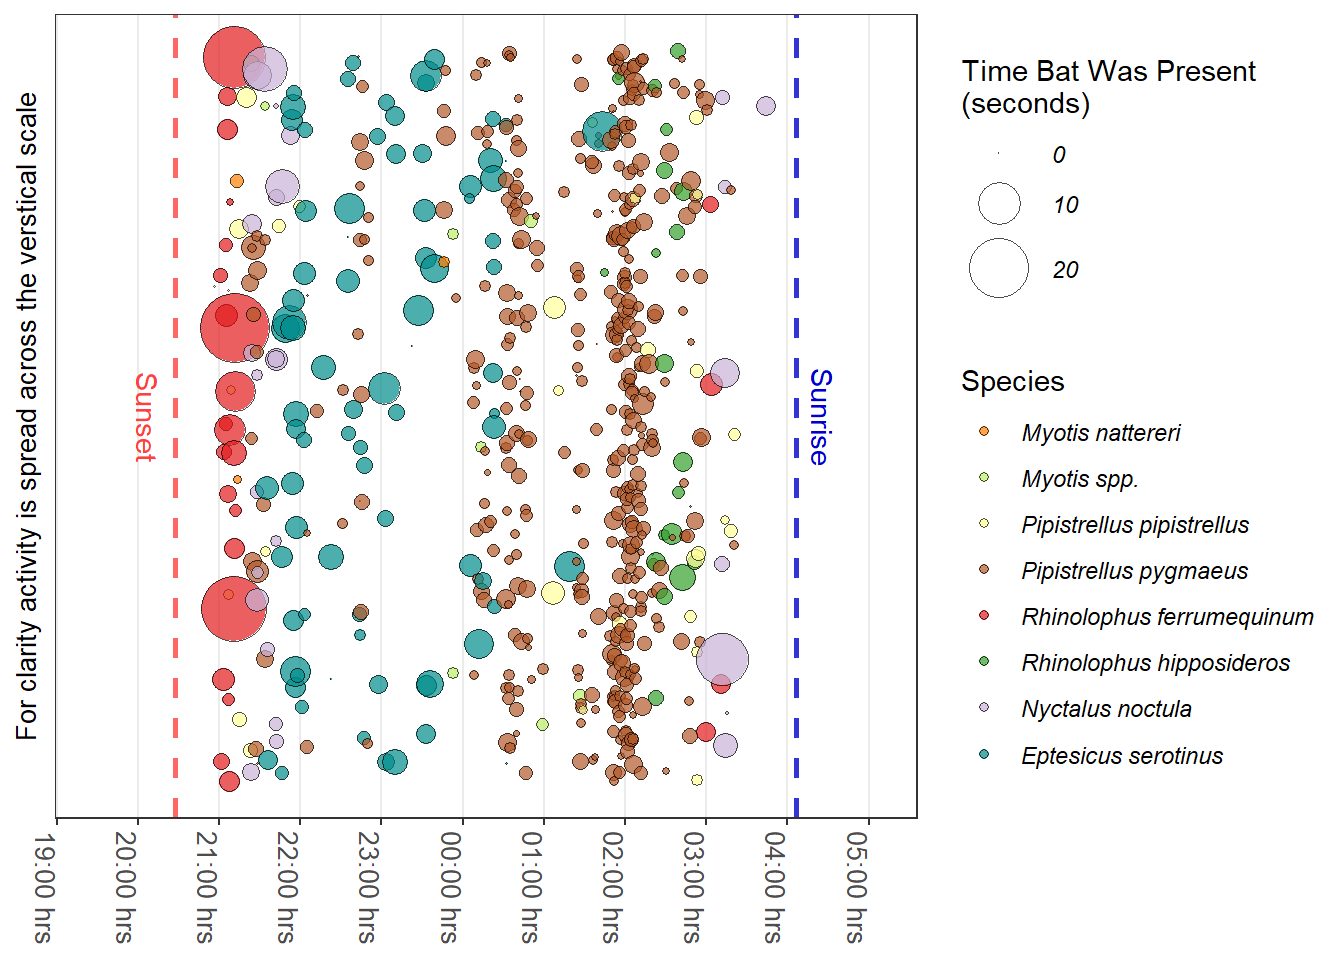 For clarity activity is spread across the verstical scale
Sunset
Sunrise
19:00 hrs
20:00 hrs
21:00 hrs
22:00 hrs
23:00 hrs
00:00 hrs
01:00 hrs
02:00 hrs
03:00 hrs
04:00 hrs
05:00 hrs
Time Bat Was Present
(seconds)
0
10
20
Species
Myotis nattereri
Myotis spp.
Pipistrellus pipistrellus
Pipistrellus pygmaeus
Rhinolophus ferrumequinum
Rhinolophus hipposideros
Nyctalus noctula
Eptesicus serotinus